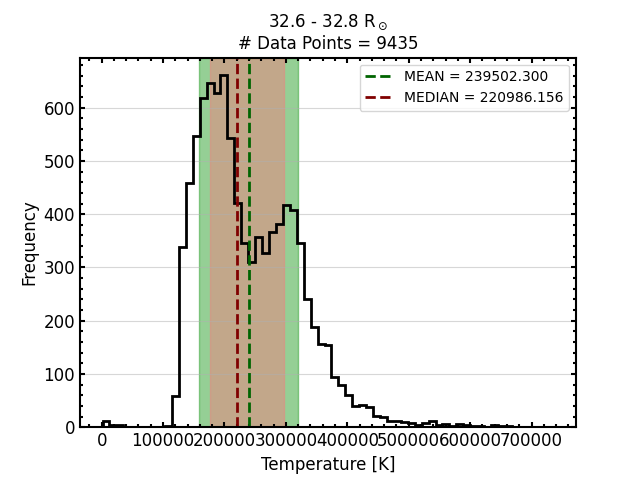 32.6 - 32.8 R⊙
# Data Points = 9435
MEAN = 239502.300
MEDIAN = 220986.156
Frequency
600
500
400
300
200
100
0
0 100000 200000 300000 400000 500000 600000 700000
Temperature [K]